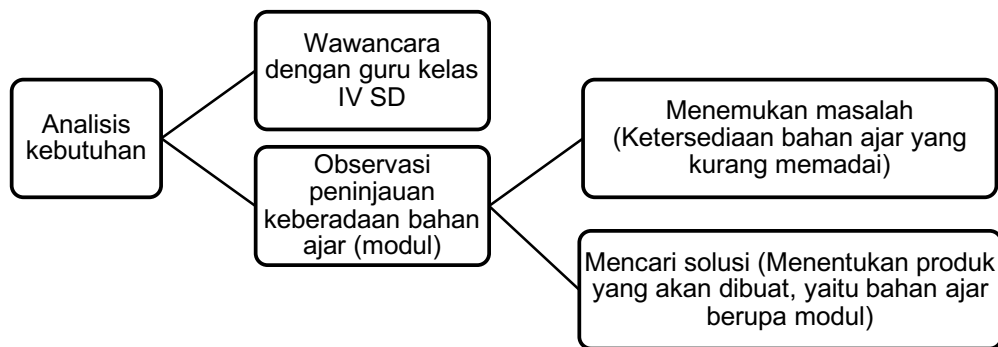 Analisis
kebutuhan
Wawancara
dengan guru kelas
IV SD
Observasi
peninjauan
keberadaan bahan
ajar (modul)
Menemukan masalah
(Ketersediaan bahan ajar yang
kurang memadai)
Mencari solusi (Menentukan produk
yang akan dibuat, yaitu bahan ajar
berupa modul)